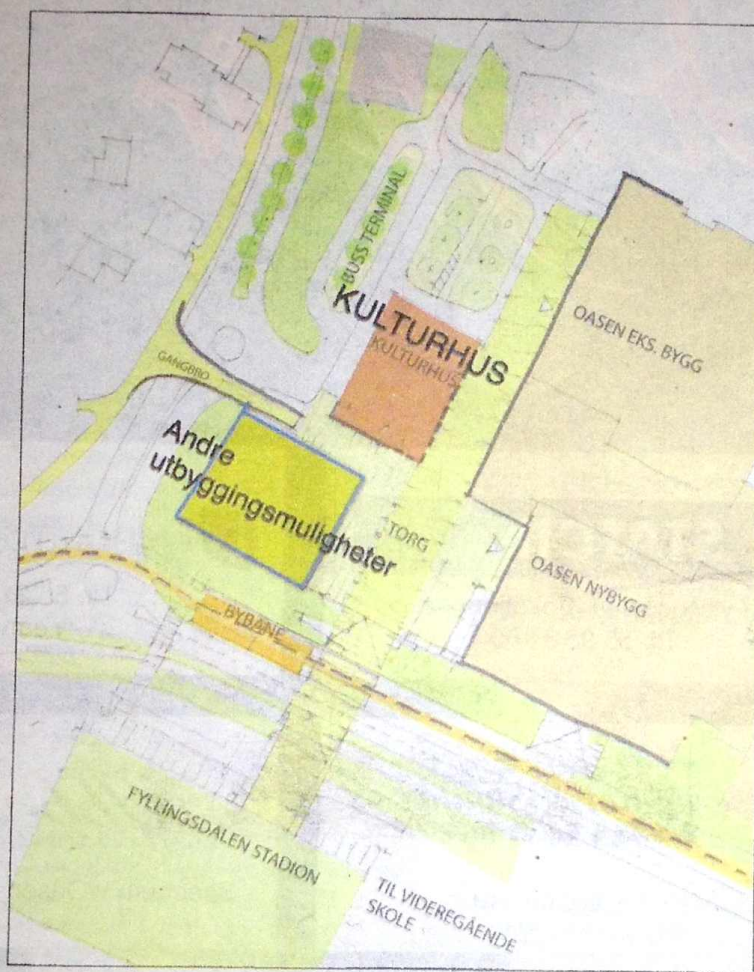 BUSS TERMINAL
KULTURHUS
KULTURHUS
OASEN EKS. BYGG
GANGBRO
Andre
utbyggingsmuligheter
TORG
OASEN NYBYGG
BYBANE
FYLLINGSDALEN STADION
TIL VIDEREGÅENDE
SKOLE